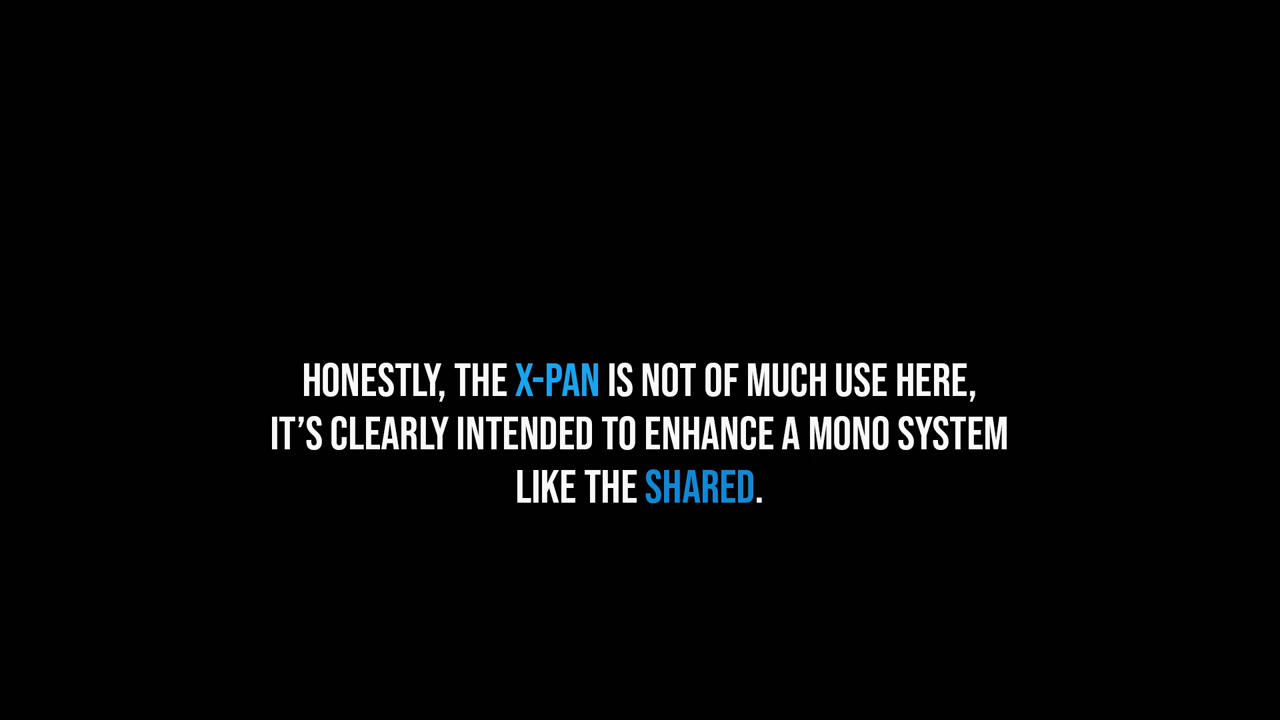 HONESTLY, THE X-PAN IS NOT OF MUCH USE HERE,
IT’S CLEARLY INTENDED TO ENHANCE A MONO SYSTEM
LIKE THE SHARED.